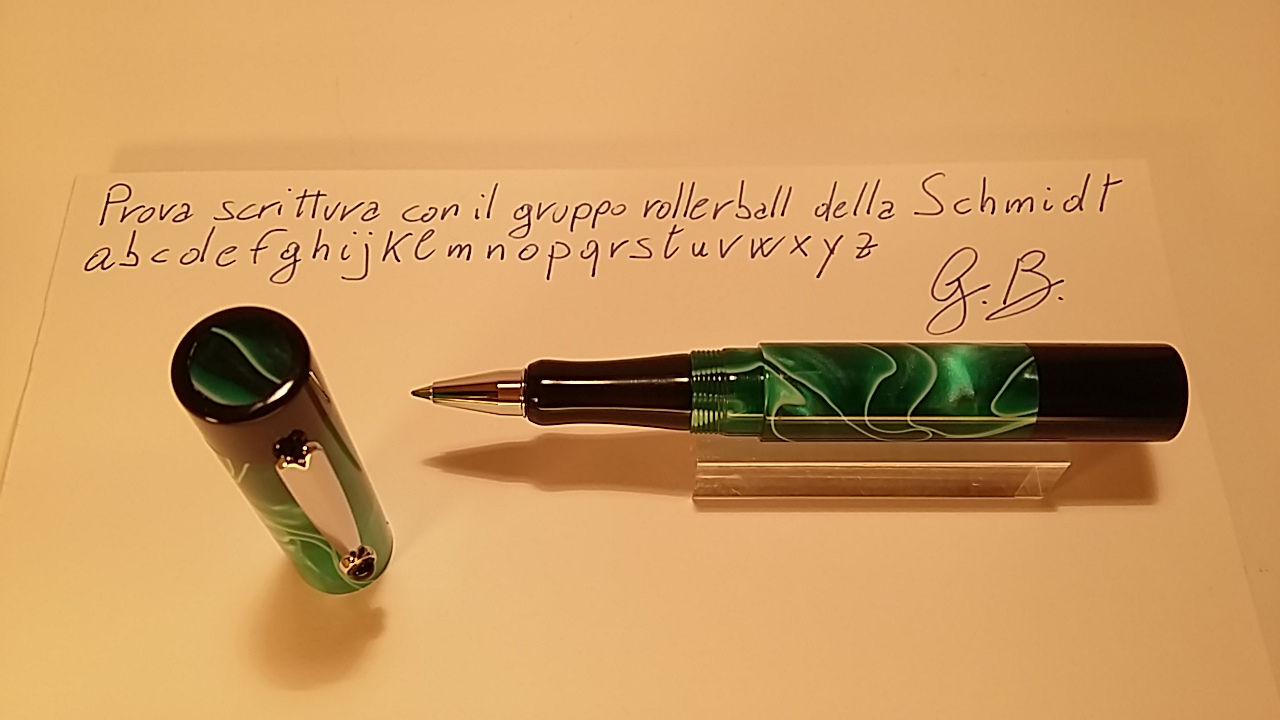 Prova scrittura con il gruppo rollerball della Schmidt
abcdefghijklmnopqrstuvwxyz
G.B.